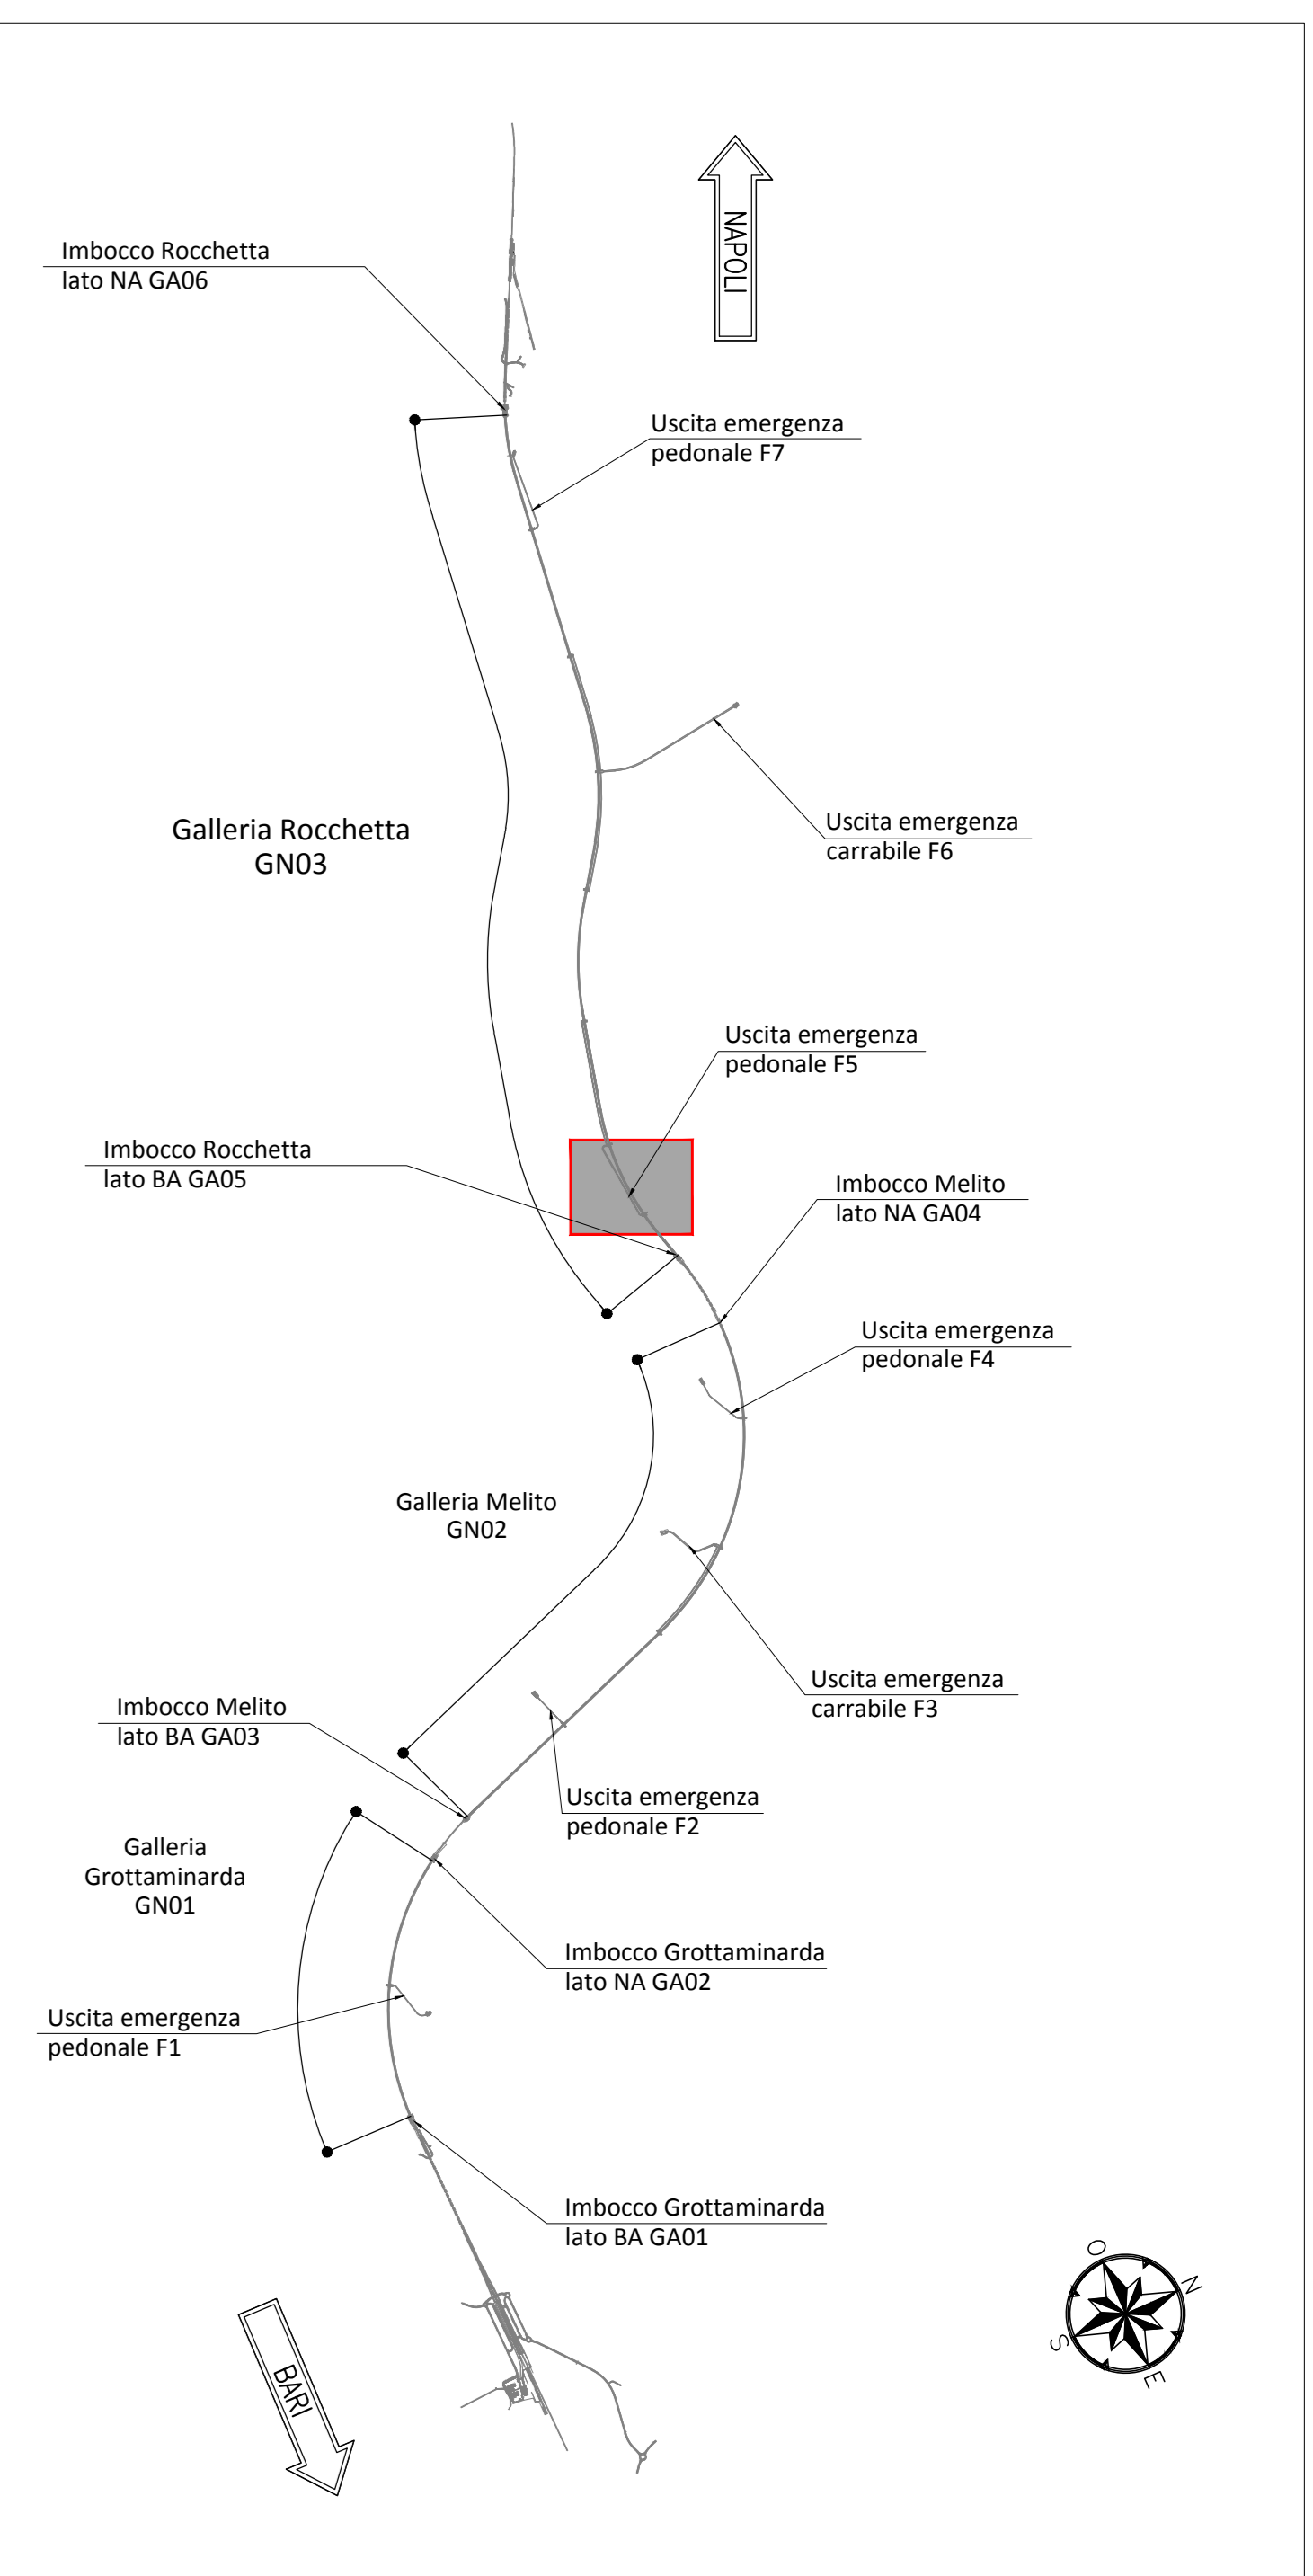 NAPOLI
Imbocco Rocchetta
lato NA GA06
Uscita emergenza
pedonale F7
Uscita emergenza
carrabile F6
Galleria Rocchetta
GN03
Uscita emergenza
pedonale F5
Imbocco Rocchetta
lato BA GA05
Imbocco Melito
lato NA GA04
Uscita emergenza
pedonale F4
Galleria Melito
GN02
Uscita emergenza
carrabile F3
Imbocco Melito
lato BA GA03
Uscita emergenza
pedonale F2
Galleria
Grottaminarda
GN01
Imbocco Grottaminarda
lato NA GA02
Uscita emergenza
pedonale F1
Imbocco Grottaminarda
lato BA GA01
BARI
O
N
S
E